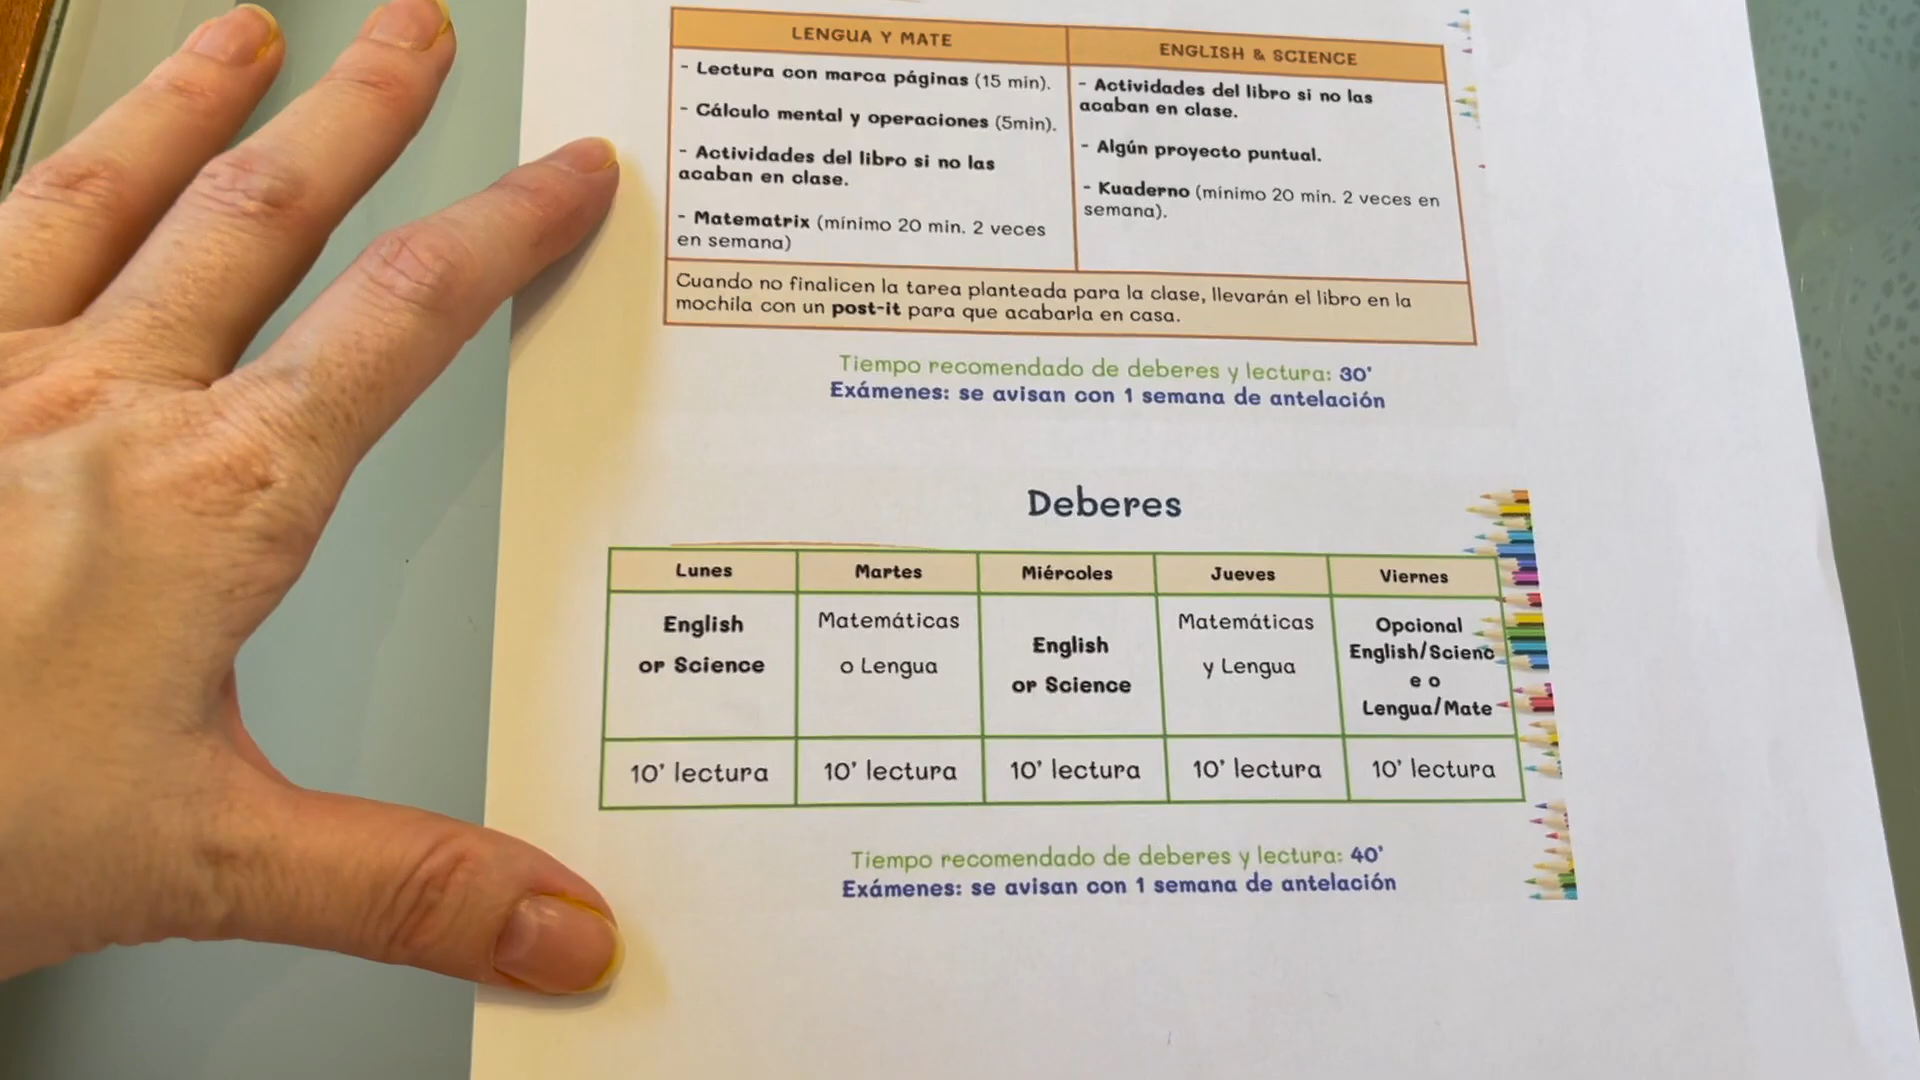 LENGUA Y MATE
- Lectura con marca páginas (15 min).
- Cálculo mental y operaciones (5min).
- Actividades del libro si no las
acaban en clase.
- Matematrix (mínimo 20 min. 2 veces
en semana)
ENGLISH & SCIENCE
- Actividades del libro si no las
acaban en clase.
- Algún proyecto puntual.
- Kuaderno (mínimo 20 min. 2 veces en
semana).
Cuando no finalicen la tarea planteada para la clase, llevarán el libro en la
mochila con un post-it para que acabarla en casa.
Tiempo recomendado de deberes y lectura: 30'
Exámenes: se avisan con 1 semana de antelación
Deberes
Lunes
Martes
Miércoles
Jueves
Viernes
English
or Science
Matemáticas
o Lengua
English
or Science
Matemáticas
y Lengua
Opcional
English/Scienc
e o
Lengua/Mate
10' lectura
10' lectura
10' lectura
10' lectura
10' lectura
Tiempo recomendado de deberes y lectura: 40'
Exámenes: se avisan con 1 semana de antelación